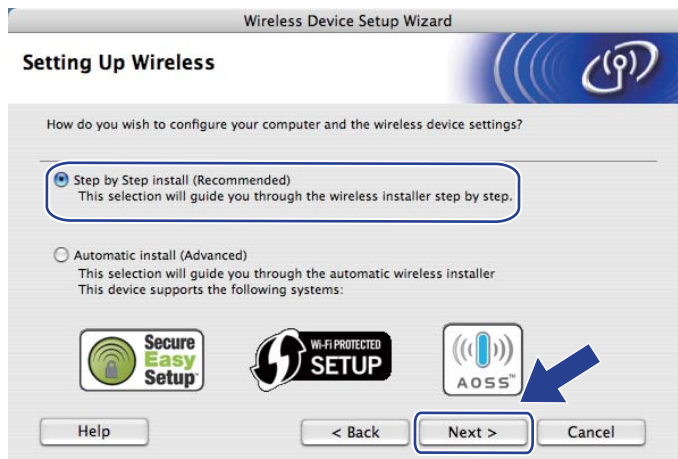 Wireless Device Setup Wizard
Setting Up Wireless
How do you wish to configure your computer and the wireless device settings?
Step by Step install (Recommended)
This selection will guide you through the wireless installer step by step.
Automatic install (Advanced)
This selection will guide you through the automatic wireless installer
This device supports the following systems:
Secure
Easy
Setup™
Wi-Fi PROTECTED
SETUP
AOSS™
Help
< Back
Next >
Cancel